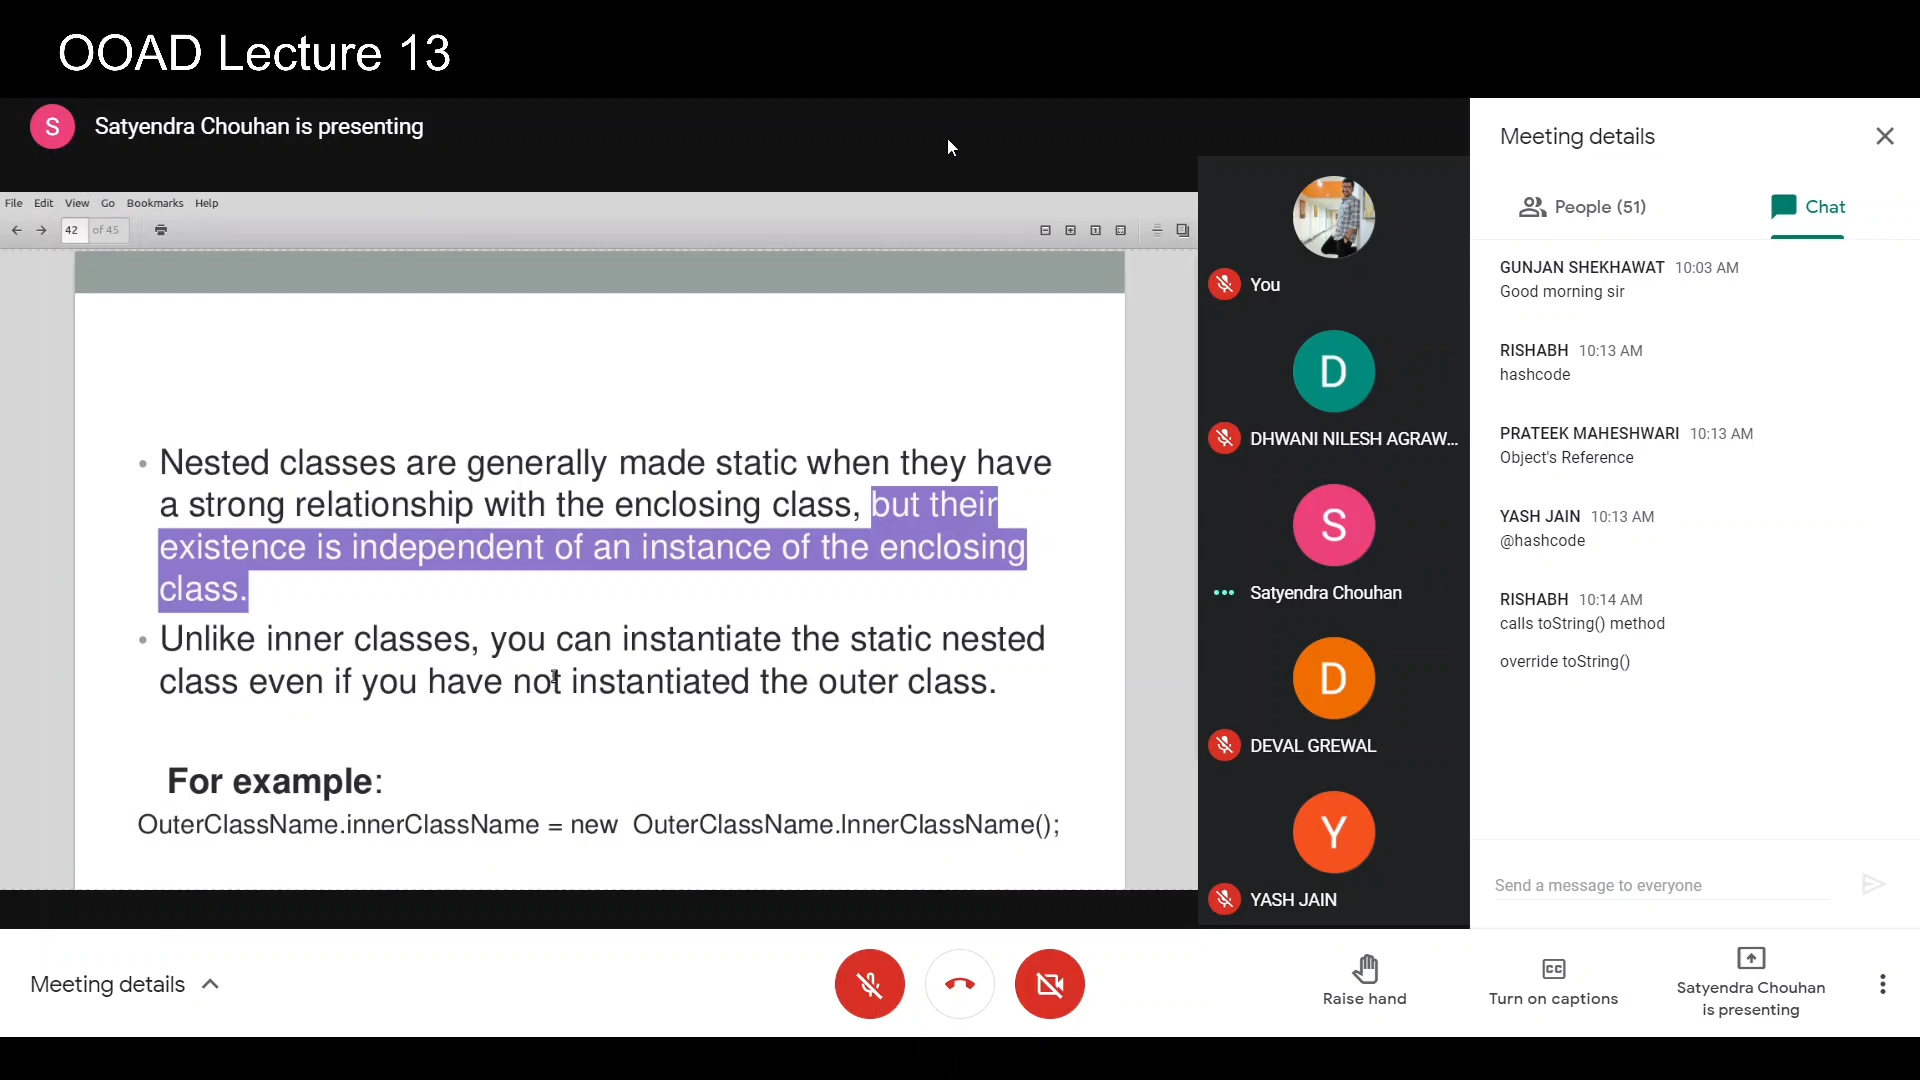 OOAD Lecture 13
S Satyendra Chouhan is presenting
File Edit View Go Bookmarks Help
42 of 45
Nested classes are generally made static when they have
a strong relationship with the enclosing class, but their
existence is independent of an instance of the enclosing
class.
Unlike inner classes, you can instantiate the static nested
class even if you have not instantiated the outer class.
For example:
OuterClassName.innerClassName = new OuterClassName.InnerClassName();
You
D
DHWANI NILESH AGRAW...
S
Satyendra Chouhan
D
DEVAL GREWAL
Y
YASH JAIN
Meeting details
People (51) Chat
GUNJAN SHEKHAWAT 10:03 AM
Good morning sir
RISHABH 10:13 AM
hashcode
PRATEEK MAHESHWARI 10:13 AM
Object's Reference
YASH JAIN 10:13 AM
@hashcode
RISHABH 10:14 AM
calls toString() method
override toString()
Send a message to everyone
Meeting details
Raise hand
CC
Turn on captions
Satyendra Chouhan
is presenting